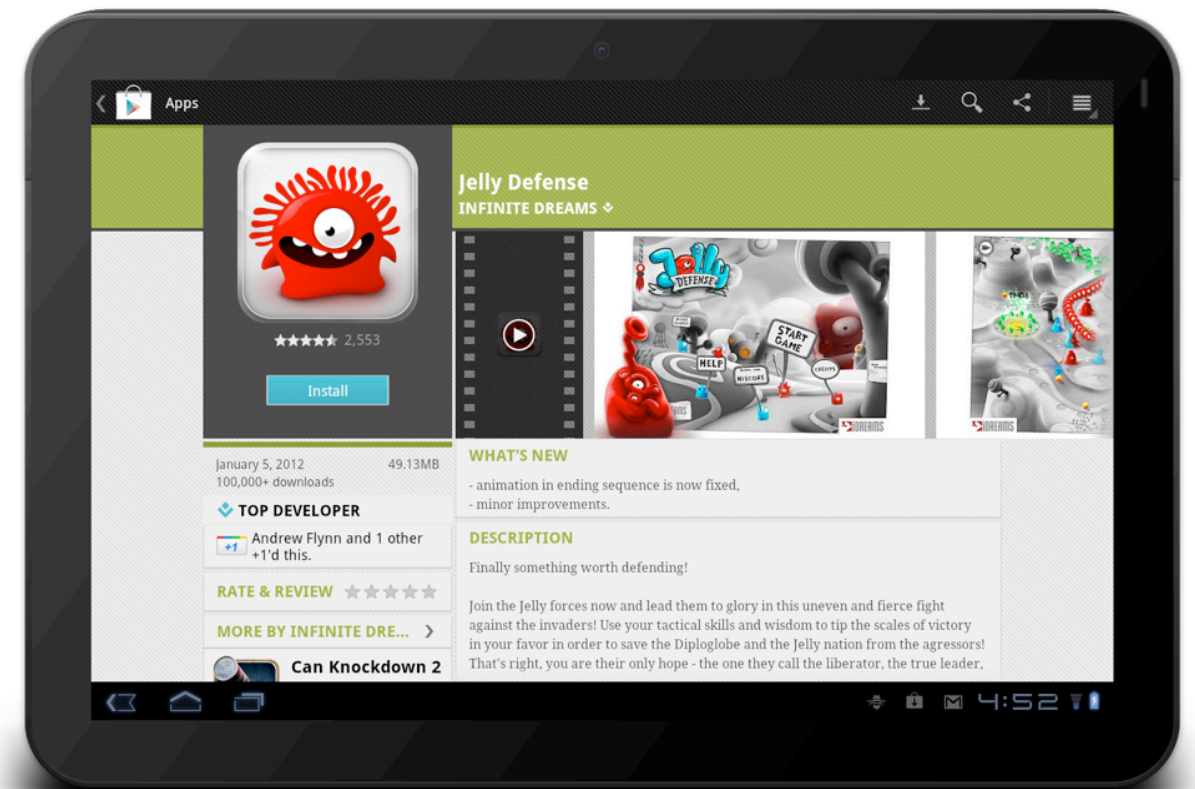 Apps
Jelly Defense
INFINITE DREAMS
2,553
Install
Jelly
DEFENSE
START
GAME
HELP
HISCORE
CREDITS
DREAMS
DREAMS
January 5, 2012 49.13MB
100,000+ downloads
TOP DEVELOPER
+1 Andrew Flynn and 1 other
+1'd this.
RATE & REVIEW
MORE BY INFINITE DRE...
Can Knockdown 2
WHAT'S NEW
- animation in ending sequence is now fixed,
- minor improvements.
DESCRIPTION
Finally something worth defending!
Join the Jelly forces now and lead them to glory in this uneven and fierce fight
against the invaders! Use your tactical skills and wisdom to tip the scales of victory
in your favor in order to save the Diploglobe and the Jelly nation from the agressors!
That's right, you are their only hope - the one they call the liberator, the true leader,
4:52